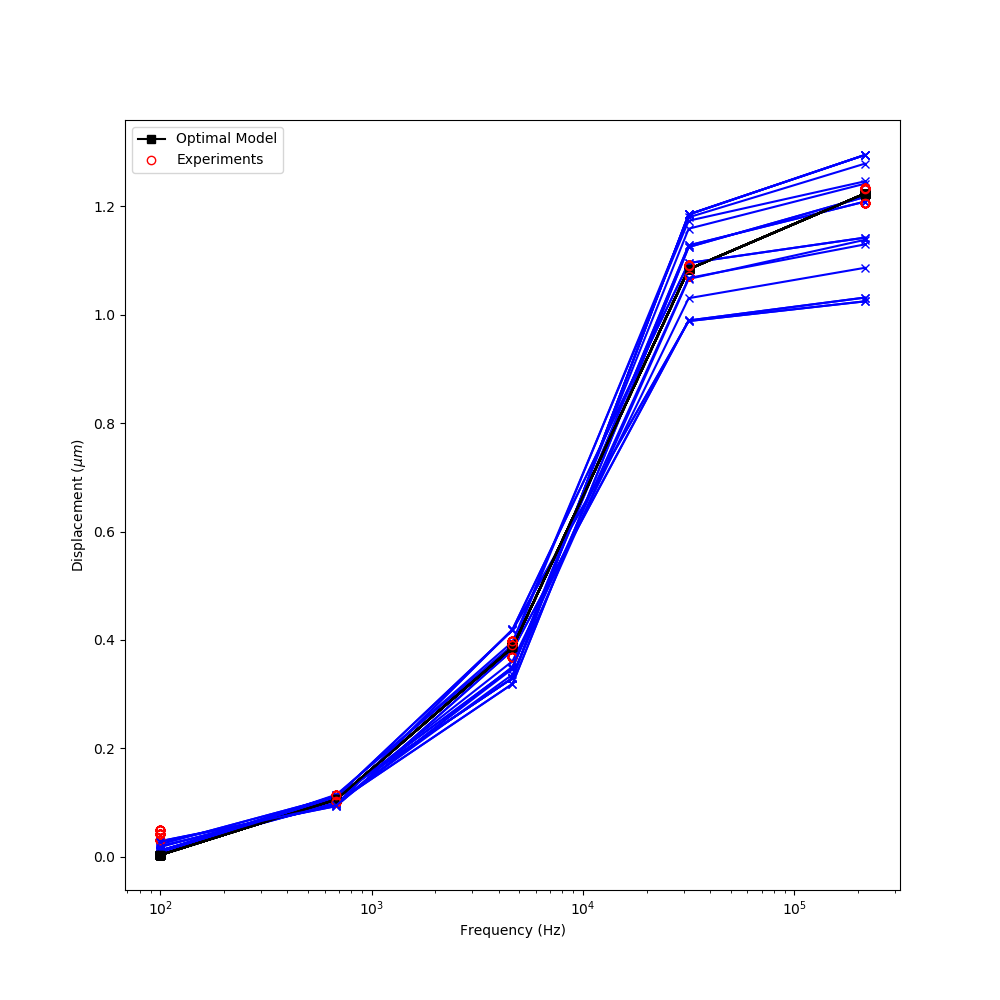 Optimal Model
Experiments
1.2
1.0
0.8
0.6
0.4
0.2
0.0
Displacement (μm)
10²
10³
10⁴
10⁵
Frequency (Hz)